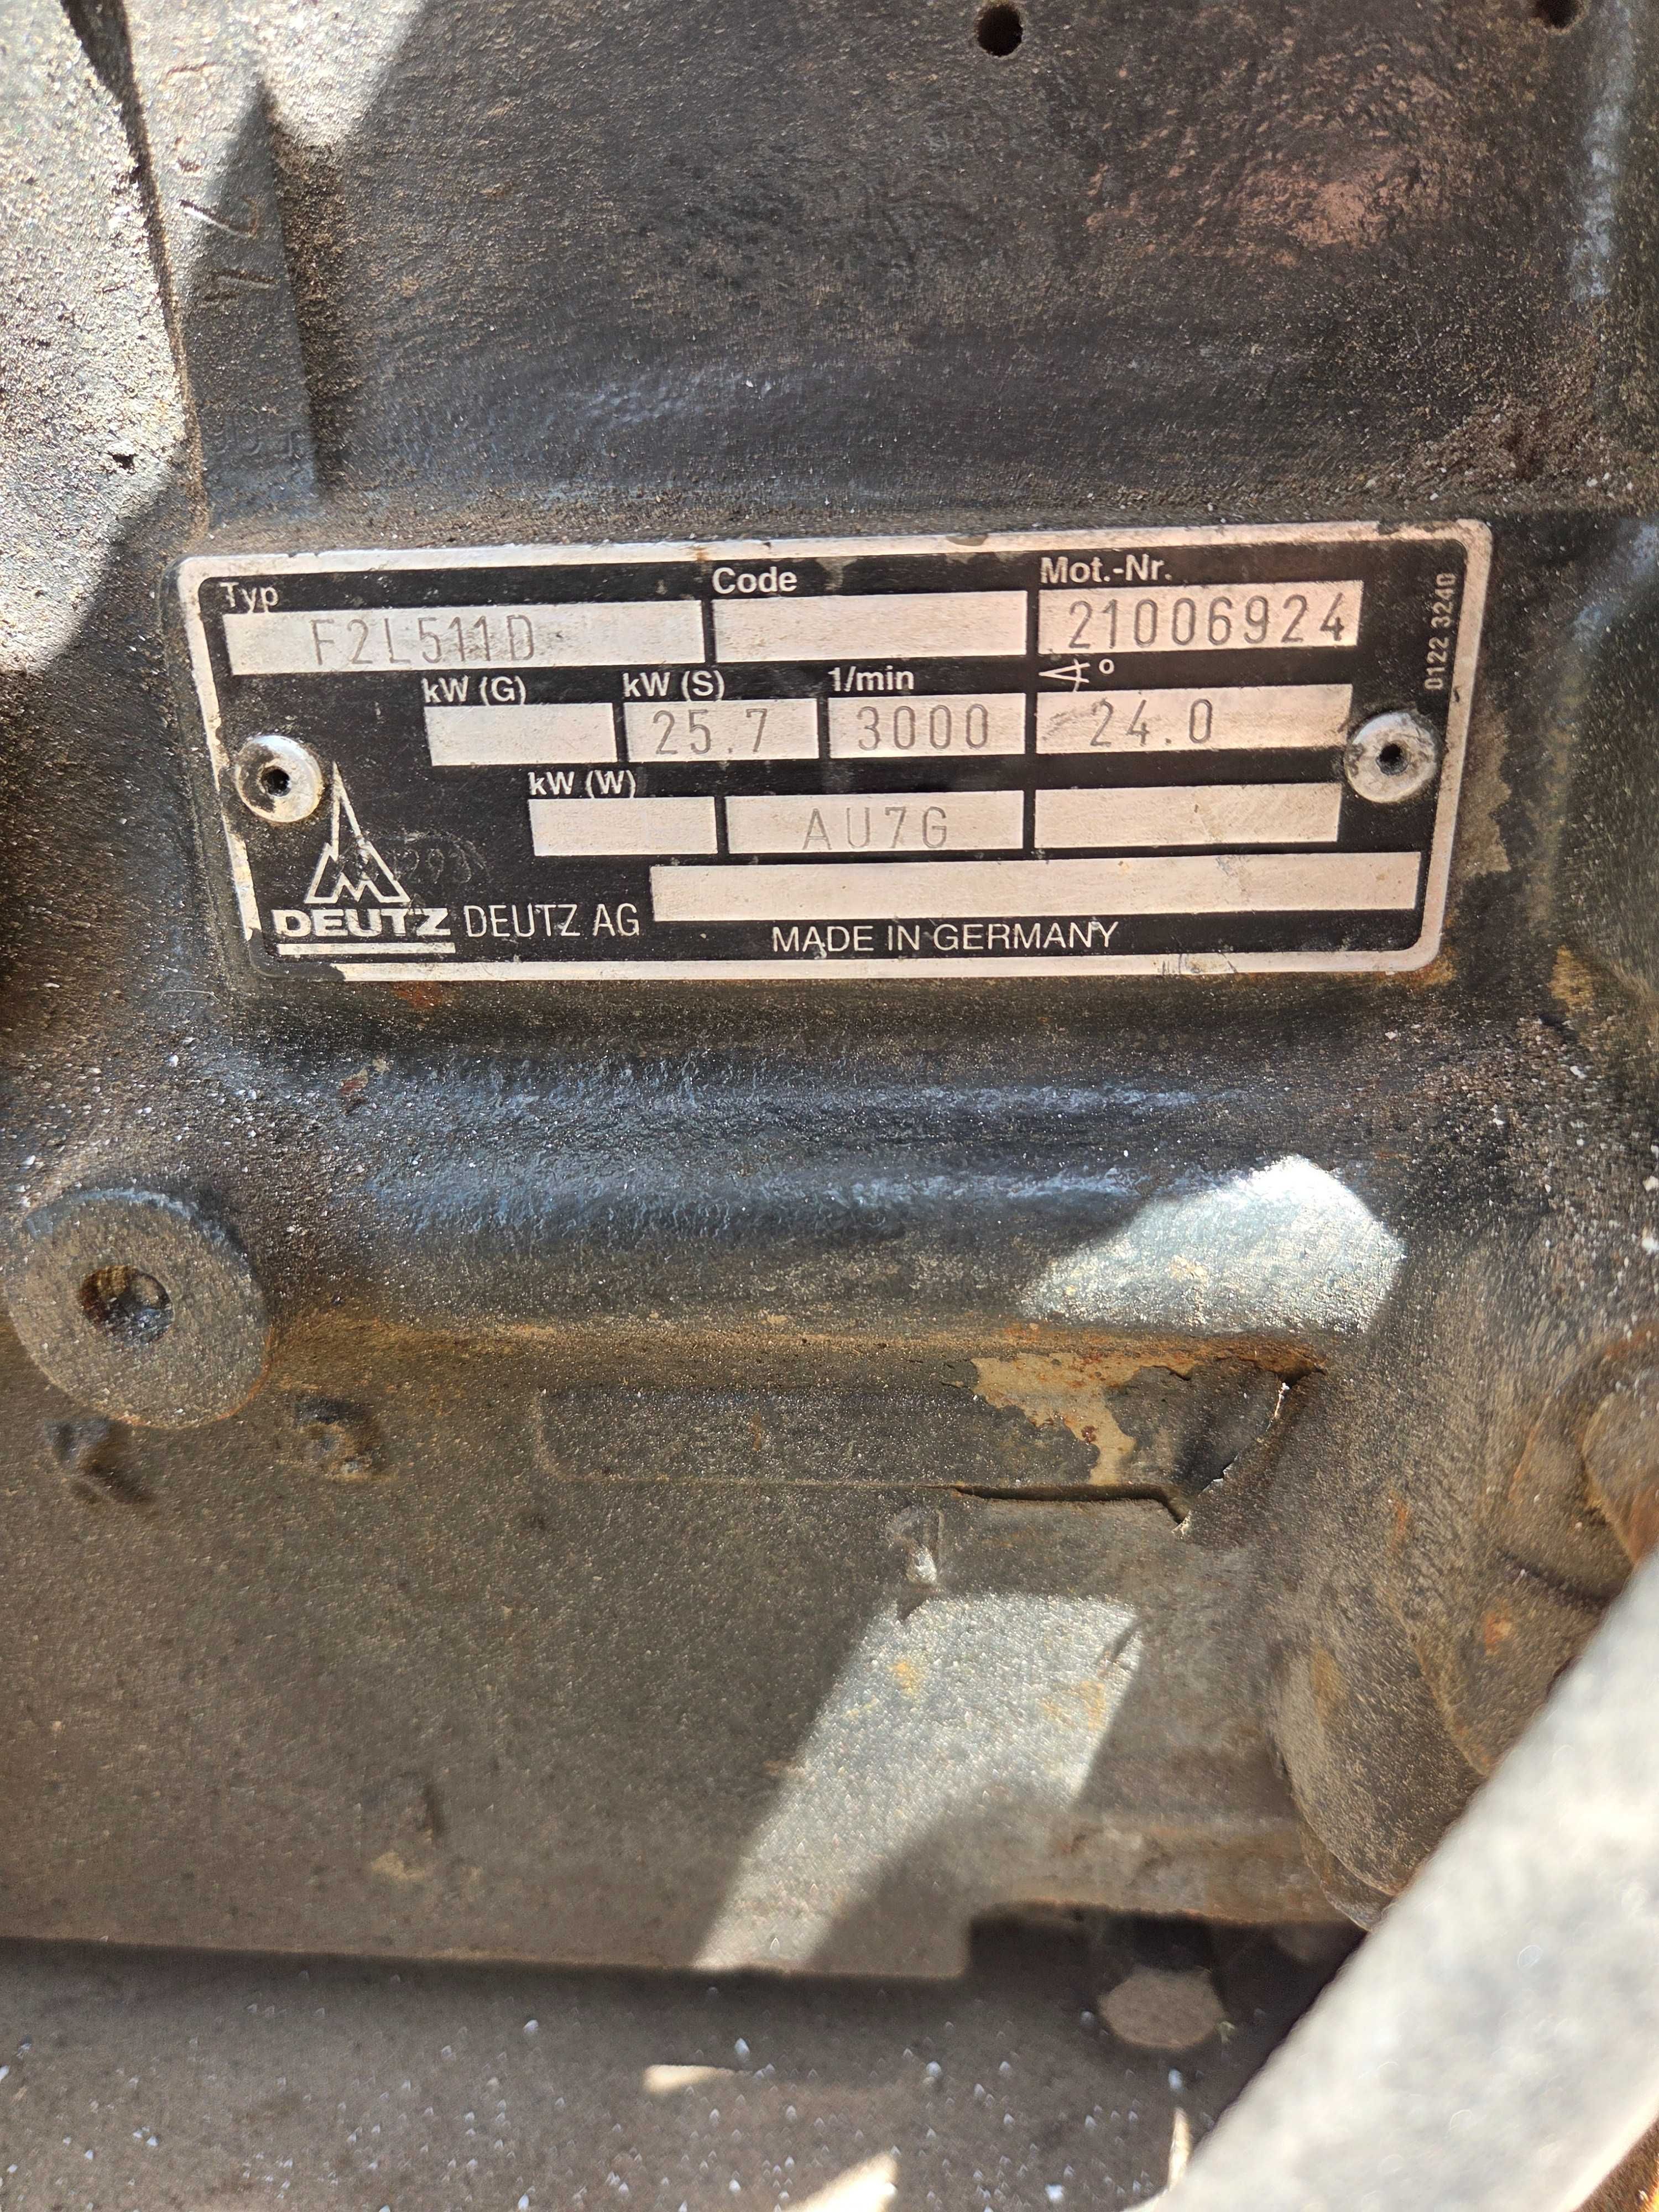 Typ Code Mot.-Nr.
F2L511D 21006924
kW (G) kW (S) 1/min ∢°
25.7 3000 24.0
kW (W)
AU7G
DEUTZ DEUTZ AG
MADE IN GERMANY
0122 3240